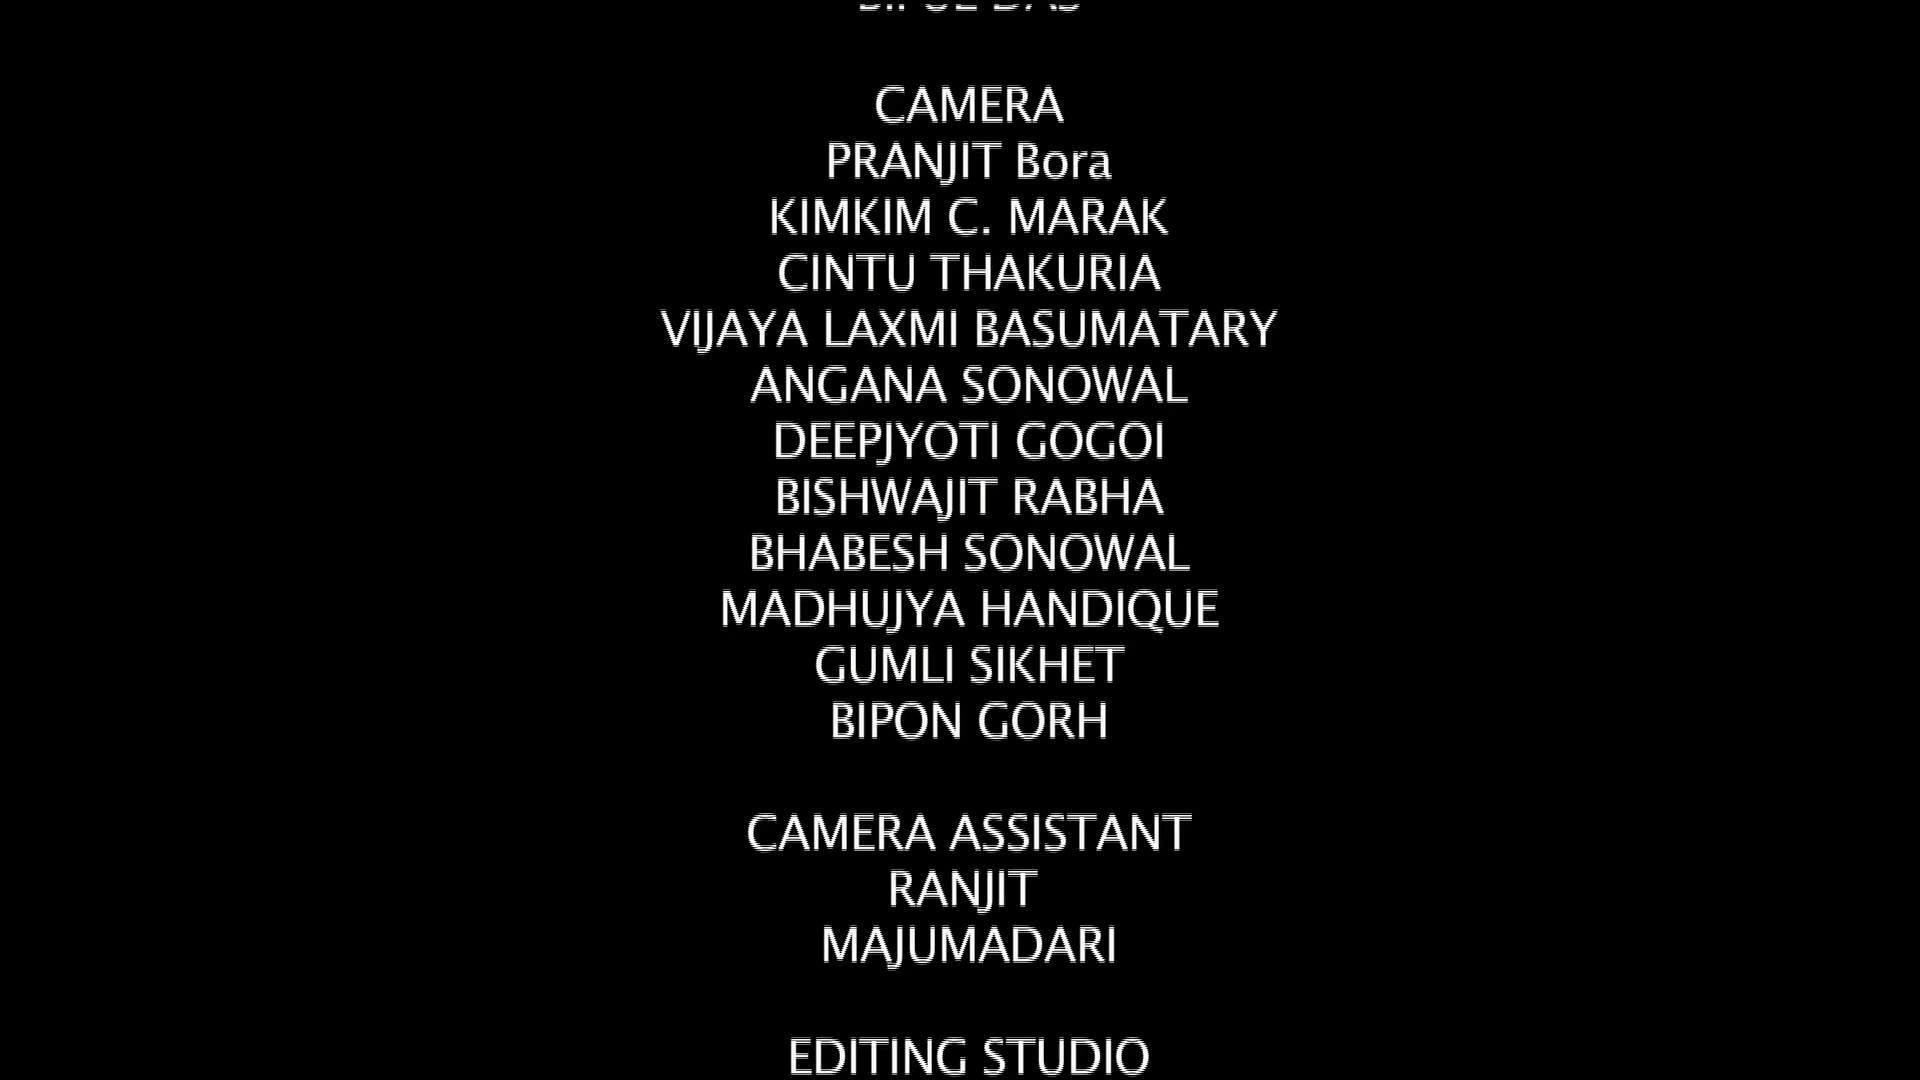 CAMERA
PRANJIT Bora
KIMKIM C. MARAK
CINTU THAKURIA
VIJAYA LAXMI BASUMATARY
ANGANA SONOWAL
DEEPJYOTI GOGOI
BISHWAJIT RABHA
BHABESH SONOWAL
MADHUJYA HANDIQUE
GUMLI SIKHET
BIPON GORH
CAMERA ASSISTANT
RANJIT
MAJUMADARI
EDITING STUDIO